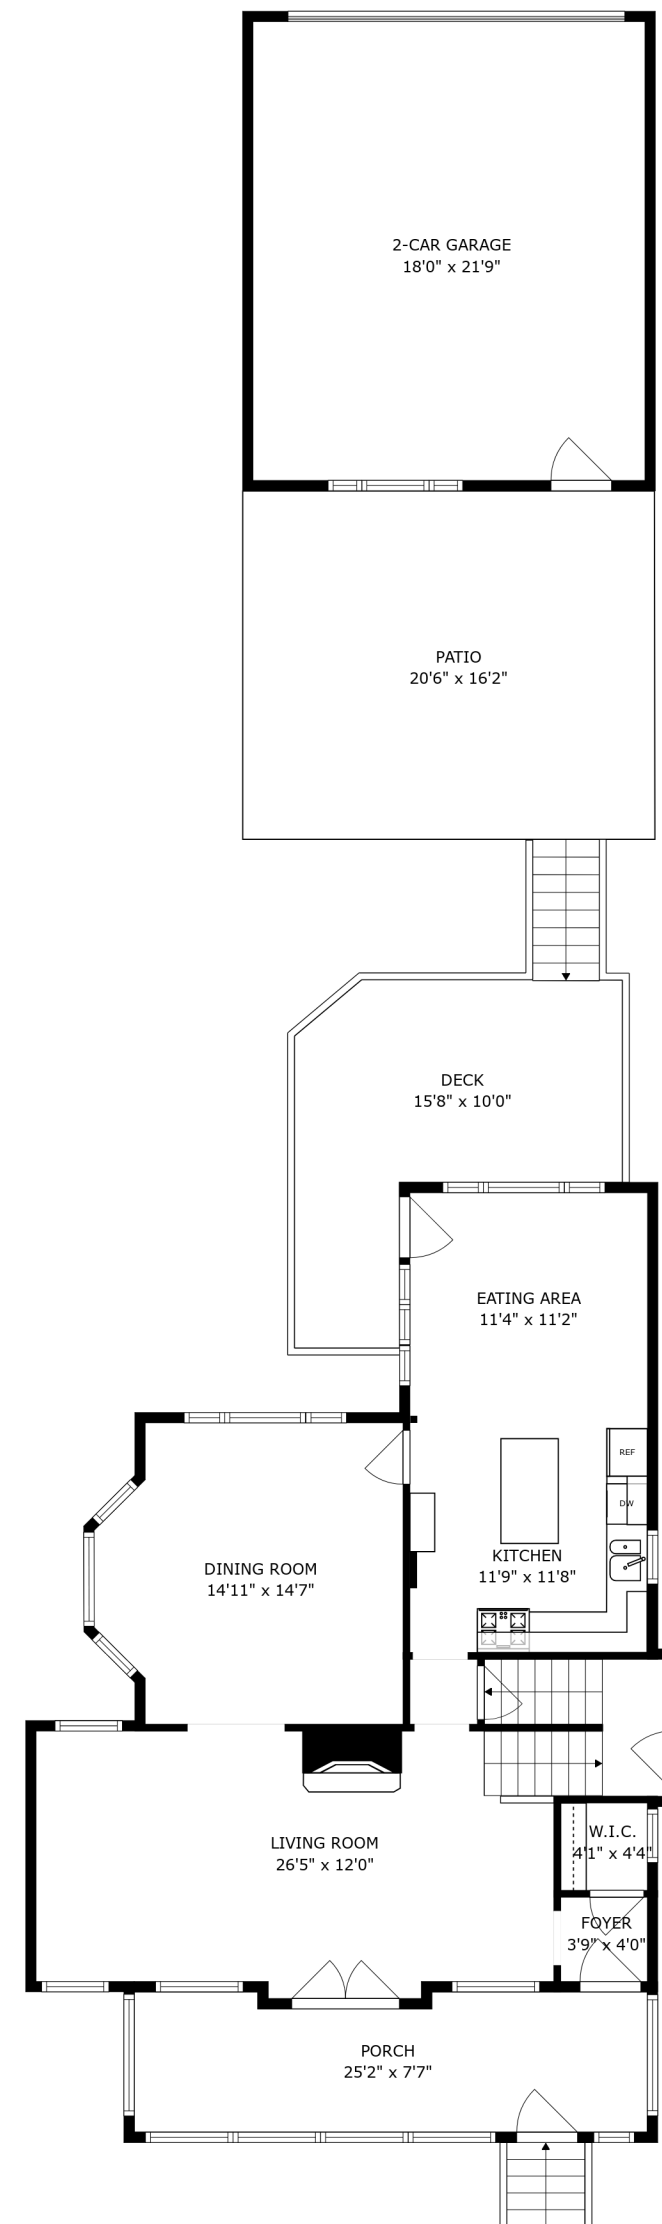 2-CAR GARAGE
18'0" x 21'9"
PATIO
20'6" x 16'2"
DECK
15'8" x 10'0"
EATING AREA
11'4" x 11'2"
REF
DW
KITCHEN
11'9" x 11'8"
DINING ROOM
14'11" x 14'7"
LIVING ROOM
26'5" x 12'0"
W.I.C.
4'1" x 4'4"
FOYER
3'9" x 4'0"
PORCH
25'2" x 7'7"